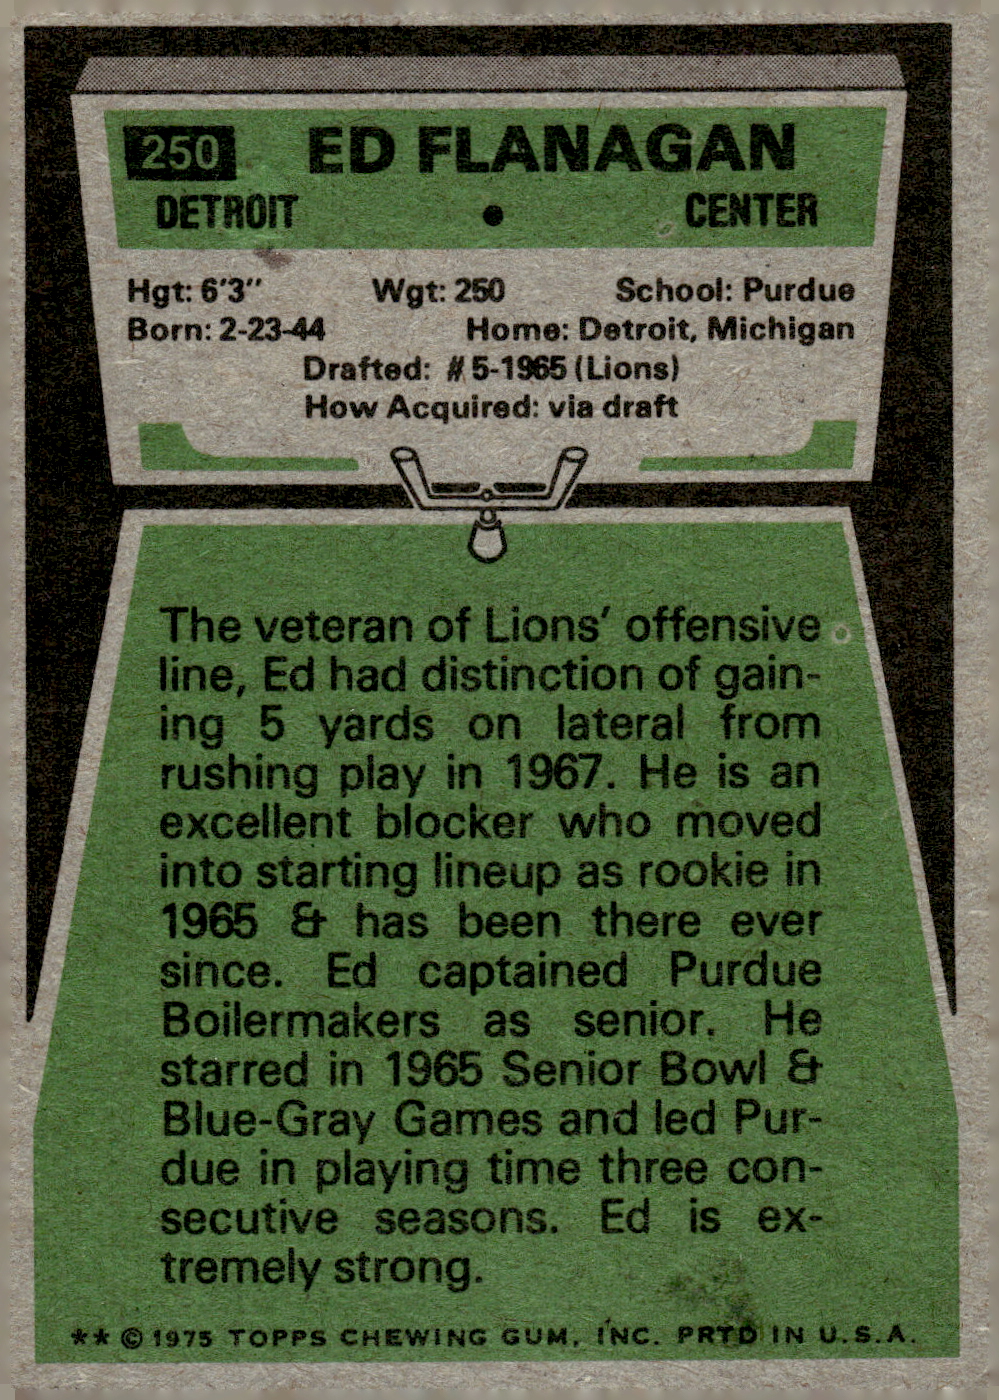 250 ED FLANAGAN
DETROIT • CENTER
Hgt: 6'3" Wgt: 250 School: Purdue
Born: 2-23-44 Home: Detroit, Michigan
Drafted: #5-1965 (Lions)
How Acquired: via draft
The veteran of Lions' offensive
line, Ed had distinction of gain-
ing 5 yards on lateral from
rushing play in 1967. He is an
excellent blocker who moved
into starting lineup as rookie in
1965 & has been there ever
since. Ed captained Purdue
Boilermakers as senior. He
starred in 1965 Senior Bowl &
Blue-Gray Games and led Pur-
due in playing time three con-
secutive seasons. Ed is ex-
tremely strong.
** © 1975 TOPPS CHEWING GUM, INC. PRTD IN U.S.A.